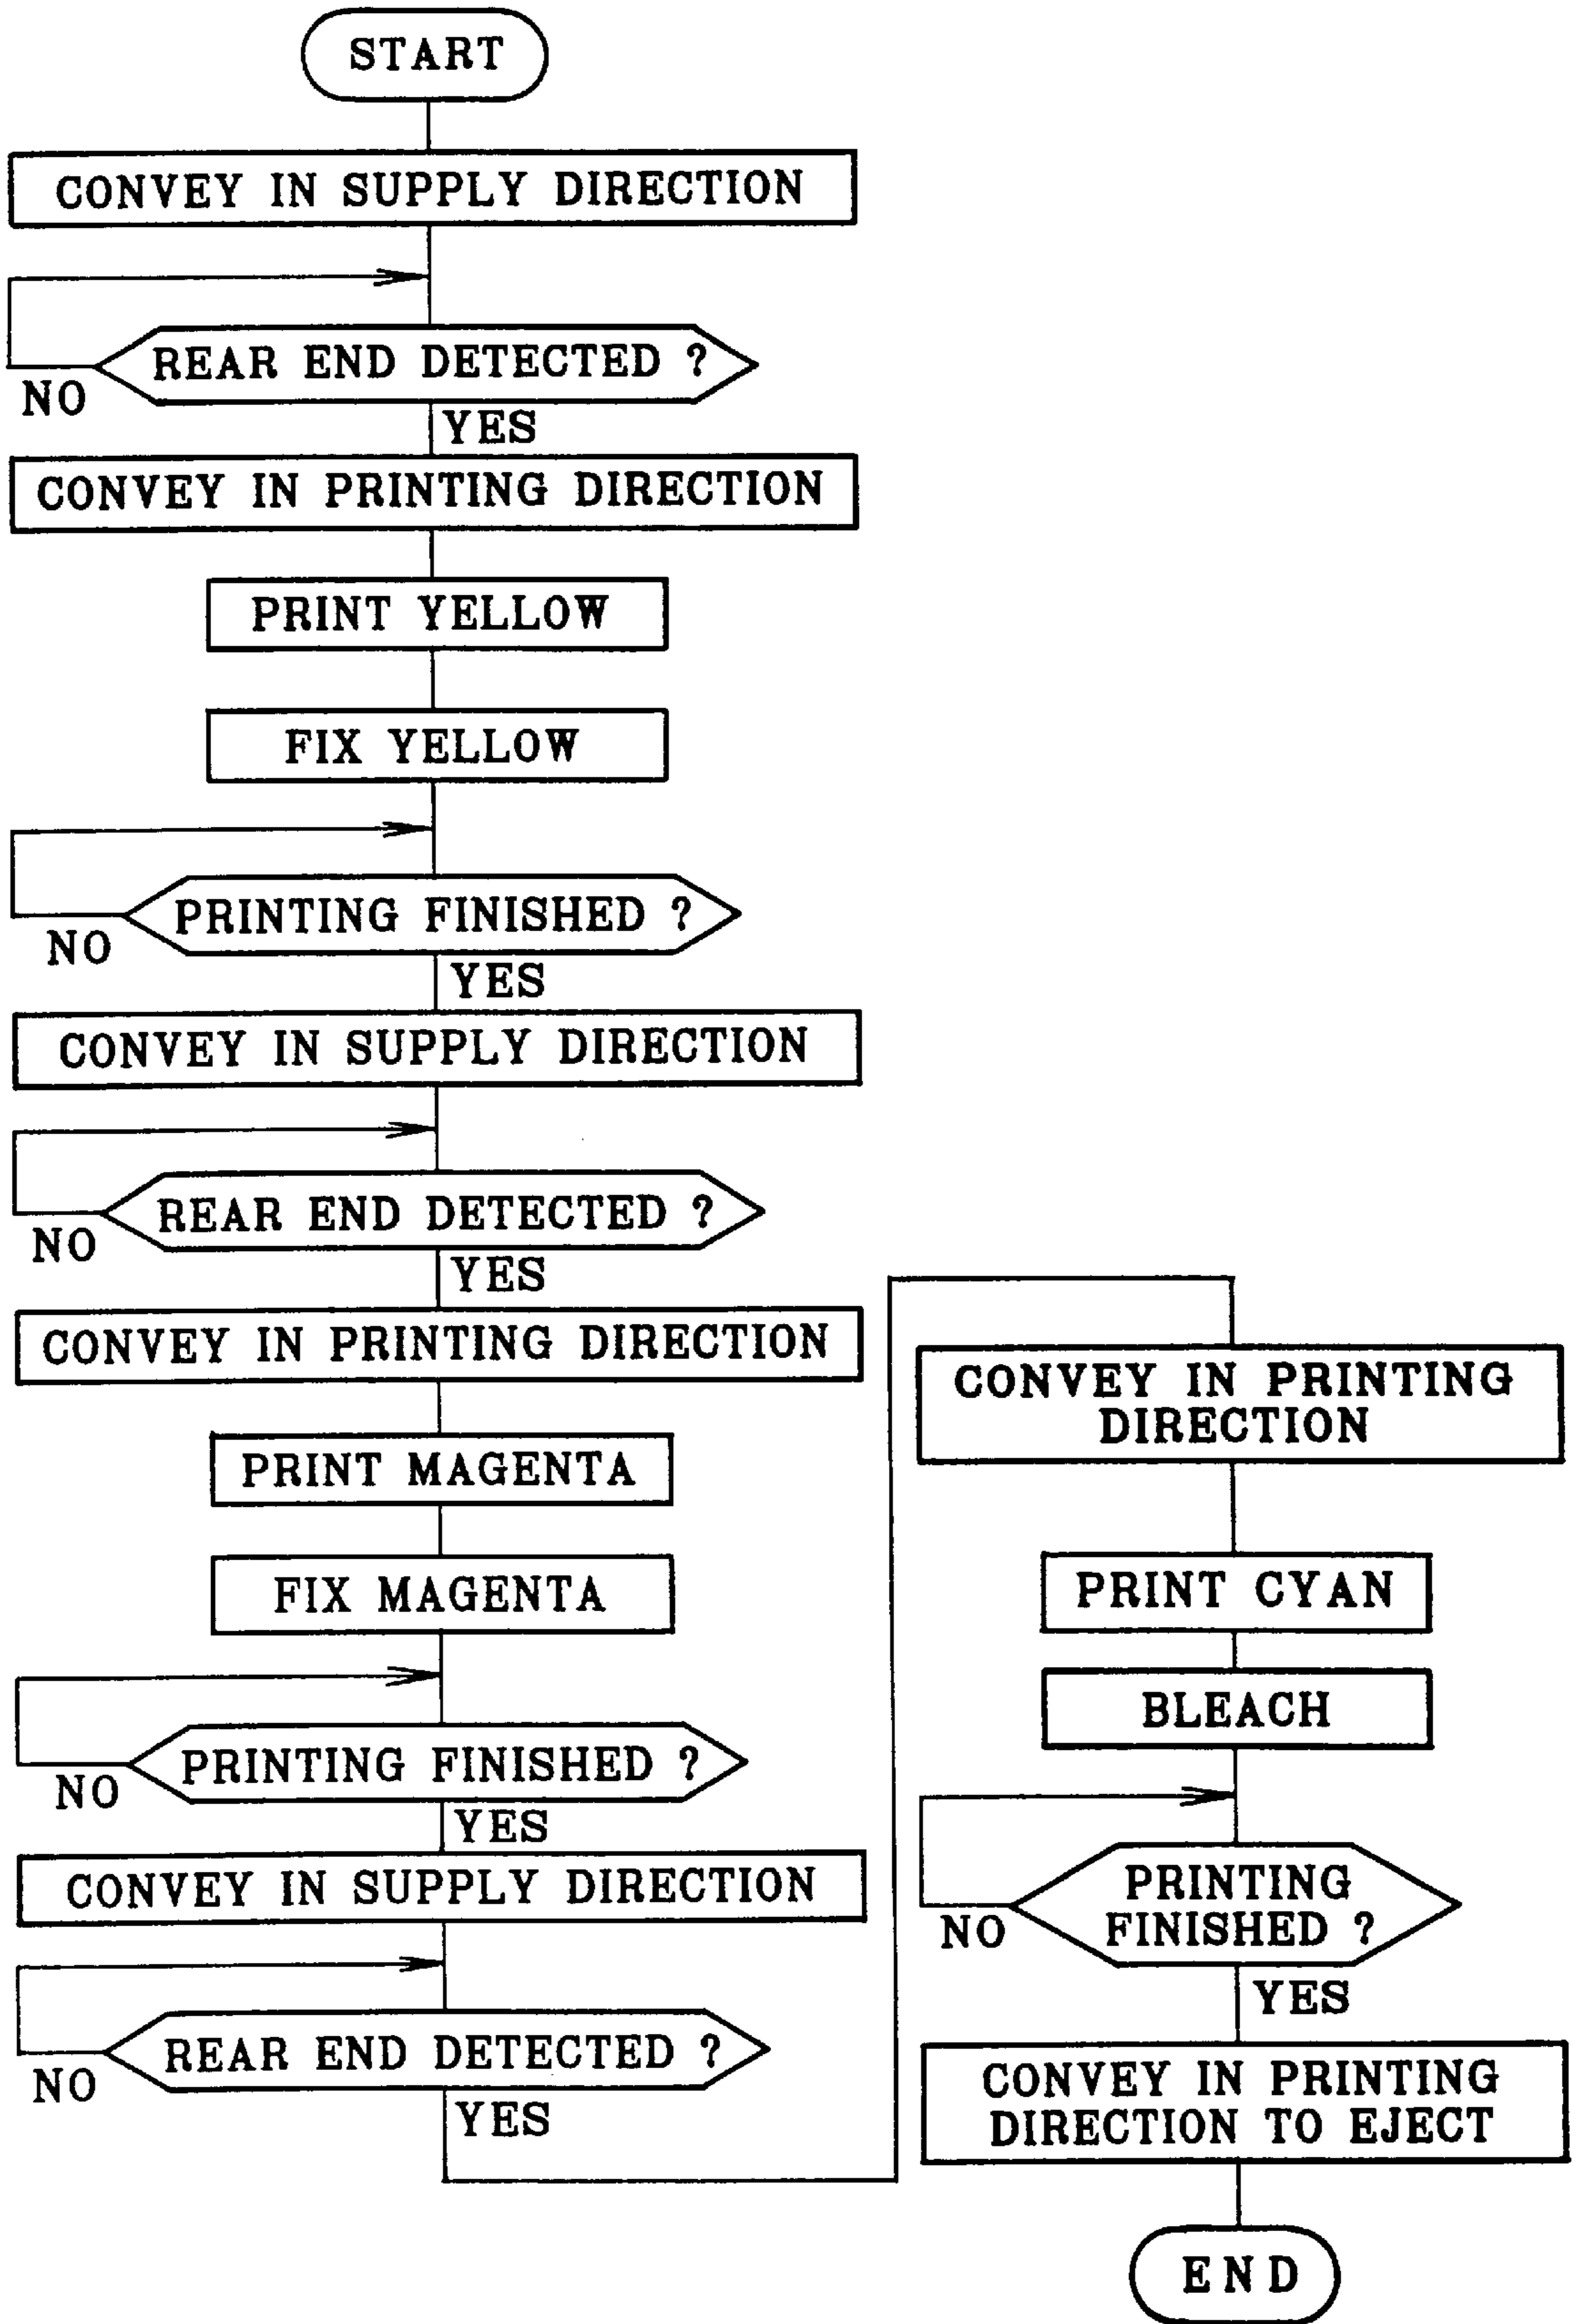 START
CONVEY IN SUPPLY DIRECTION
REAR END DETECTED ?
NO
YES
CONVEY IN PRINTING DIRECTION
PRINT YELLOW
FIX YELLOW
PRINTING FINISHED ?
NO
YES
CONVEY IN SUPPLY DIRECTION
REAR END DETECTED ?
NO
YES
CONVEY IN PRINTING DIRECTION
PRINT MAGENTA
FIX MAGENTA
PRINTING FINISHED ?
NO
YES
CONVEY IN SUPPLY DIRECTION
REAR END DETECTED ?
NO
YES
CONVEY IN PRINTING
DIRECTION
PRINT CYAN
BLEACH
PRINTING
FINISHED ?
NO
YES
CONVEY IN PRINTING
DIRECTION TO EJECT
END